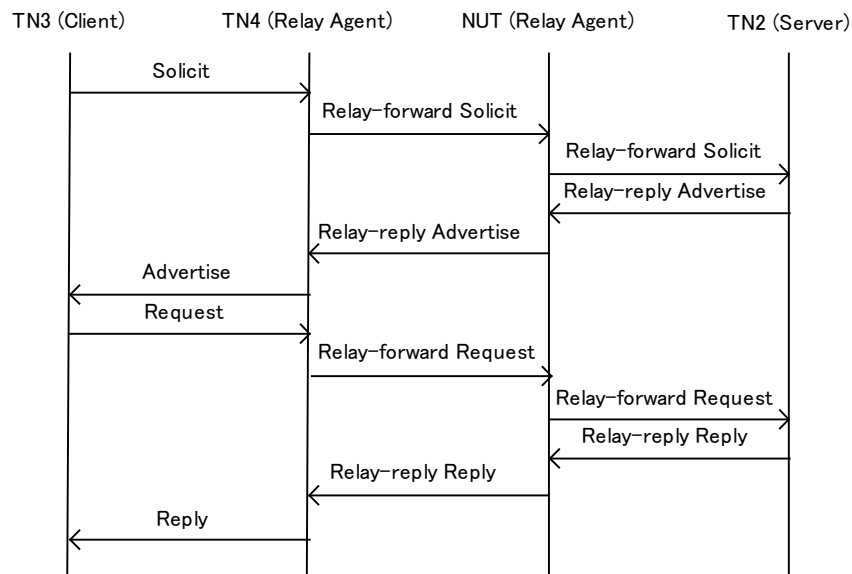 TN3 (Client) TN4 (Relay Agent) NUT (Relay Agent) TN2 (Server)
Solicit
Relay-forward Solicit
Relay-forward Solicit
Relay-reply Advertise
Relay-reply Advertise
Advertise
Request
Relay-forward Request
Relay-forward Request
Relay-reply Reply
Relay-reply Reply
Reply